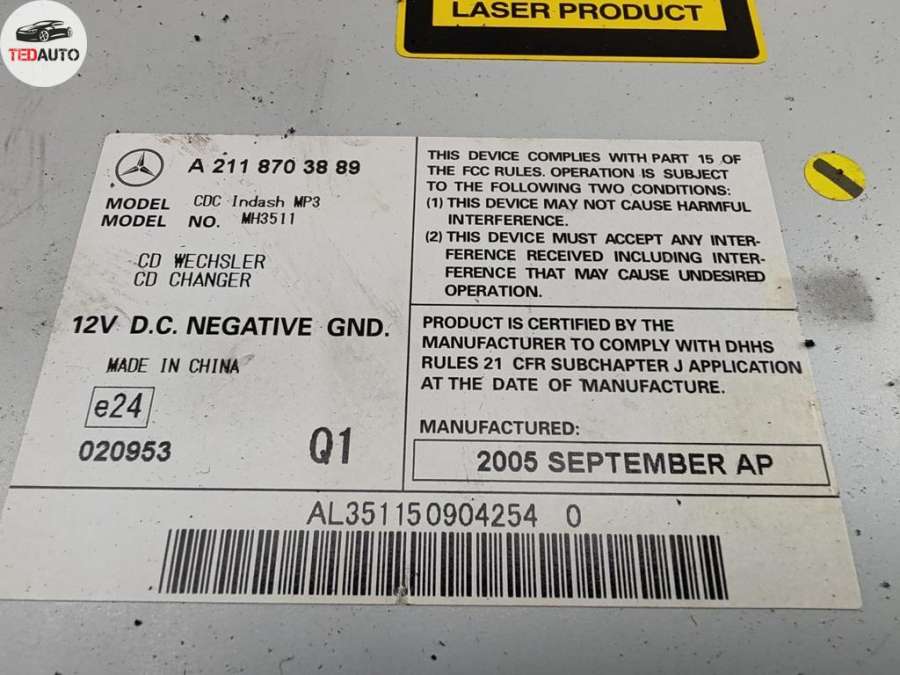 TEDAUTO
LASER PRODUCT
A 211 870 38 89
MODEL CDC Indash MP3
MODEL NO. MH3511
CD WECHSLER
CD CHANGER
12V D.C. NEGATIVE GND.
MADE IN CHINA
e24
020953 Q1
THIS DEVICE COMPLIES WITH PART 15 OF
THE FCC RULES. OPERATION IS SUBJECT
TO THE FOLLOWING TWO CONDITIONS:
(1) THIS DEVICE MAY NOT CAUSE HARMFUL
INTERFERENCE.
(2) THIS DEVICE MUST ACCEPT ANY INTER-
FERENCE RECEIVED INCLUDING INTER-
FERENCE THAT MAY CAUSE UNDESIRED
OPERATION.
PRODUCT IS CERTIFIED BY THE
MANUFACTURER TO COMPLY WITH DHHS
RULES 21 CFR SUBCHAPTER J APPLICATION
AT THE DATE OF MANUFACTURE.
MANUFACTURED:
2005 SEPTEMBER AP
AL351150904254 0